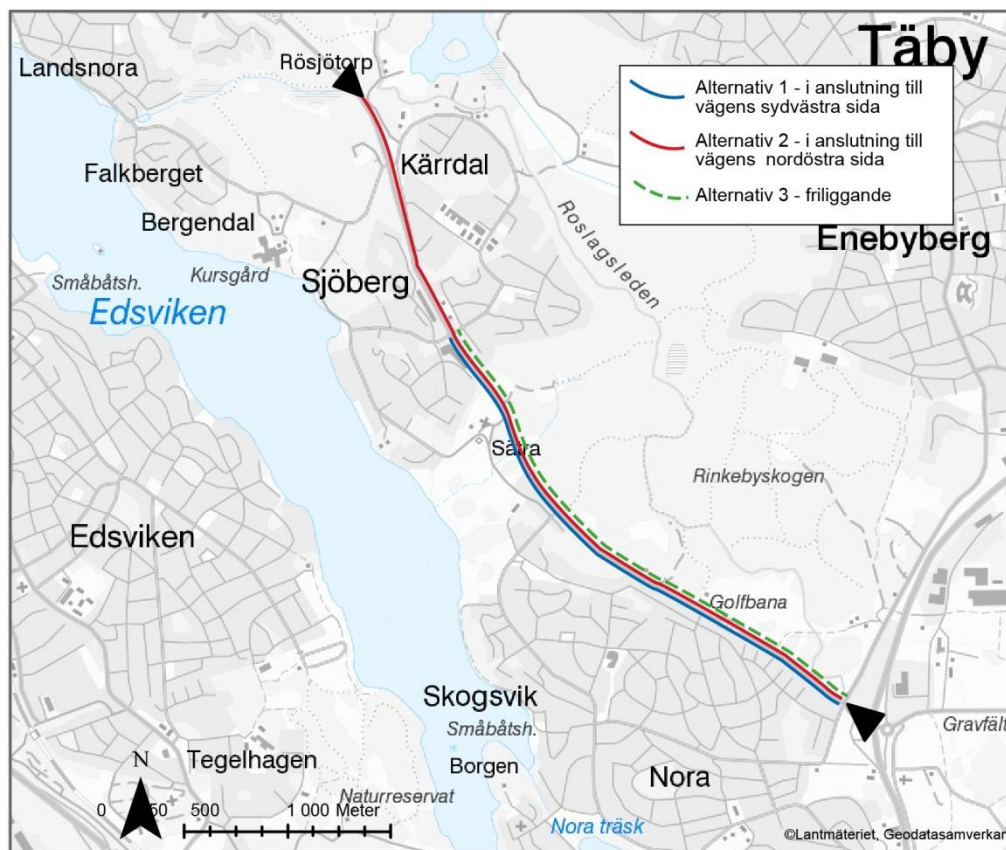 Täby
Landsnora
Rösjötorp
Alternativ 1 - i anslutning till
vägens sydvästra sida
Alternativ 2 - i anslutning till
vägens nordöstra sida
Alternativ 3 - friliggande
Kärrdal
Falkberget
Bergendal
Roslagsleden
Enebyberg
Kursgård
Sjöberg
Småbåtsh.
Edsviken
Sätra
Rinkebyskogen
Edsviken
Golfbana
Skogsvik
Småbåtsh.
Gravfält
Tegelhagen
Borgen
Nora
N
Naturreservat
0 250 500 1 000 Meter
Nora träsk
©Lantmäteriet, Geodatasamverkan